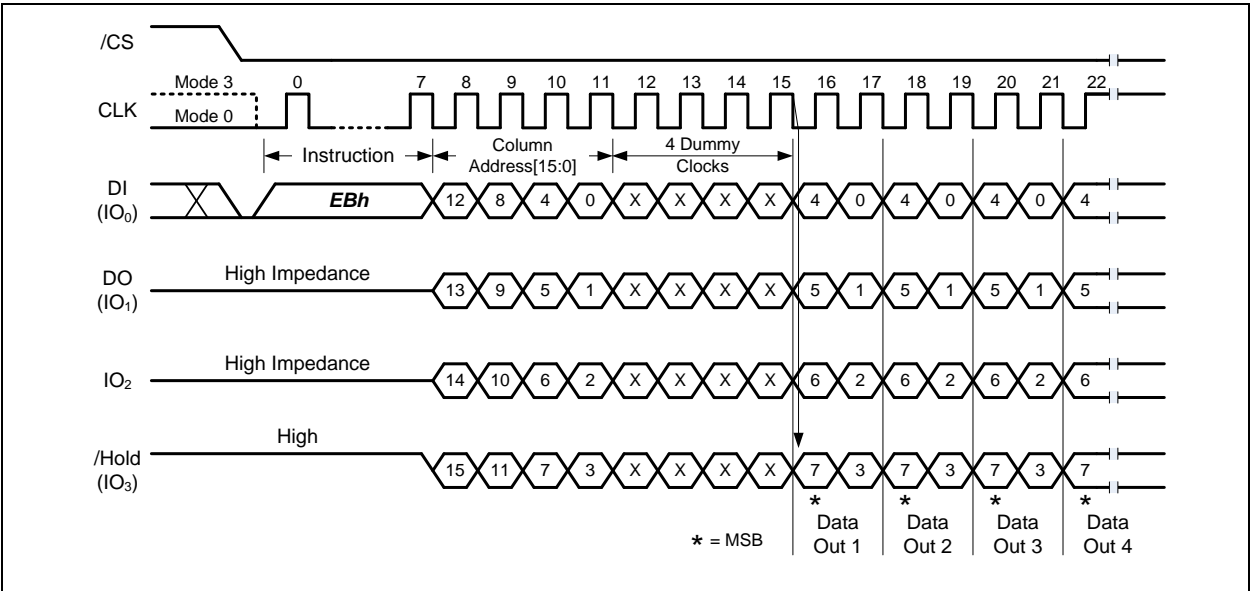 /CS
Mode 3 0 7 8 9 10 11 12 13 14 15 16 17 18 19 20 21 22
CLK
Mode 0
Instruction Column Address[15:0] 4 Dummy Clocks
DI (IO0) EBh 12 8 4 0 X X X X 4 0 4 0 4 0 4
DO (IO1) High Impedance 13 9 5 1 X X X X 5 1 5 1 5 1 5
IO2 High Impedance 14 10 6 2 X X X X 6 2 6 2 6 2 6
/Hold (IO3) High 15 11 7 3 X X X X 7 3 7 3 7 3 7
* * * *
* = MSB
Data Out 1 Data Out 2 Data Out 3 Data Out 4